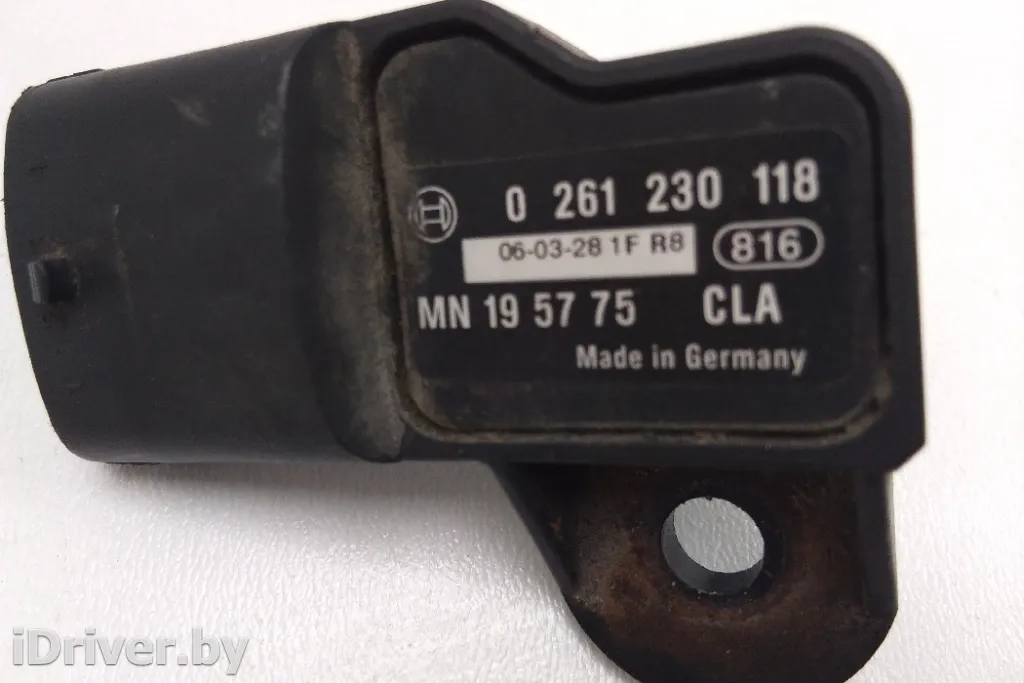 0 261 230 118
06-03-28 1F R8 816
MN 19 57 75 CLA
Made in Germany
iDriver.by